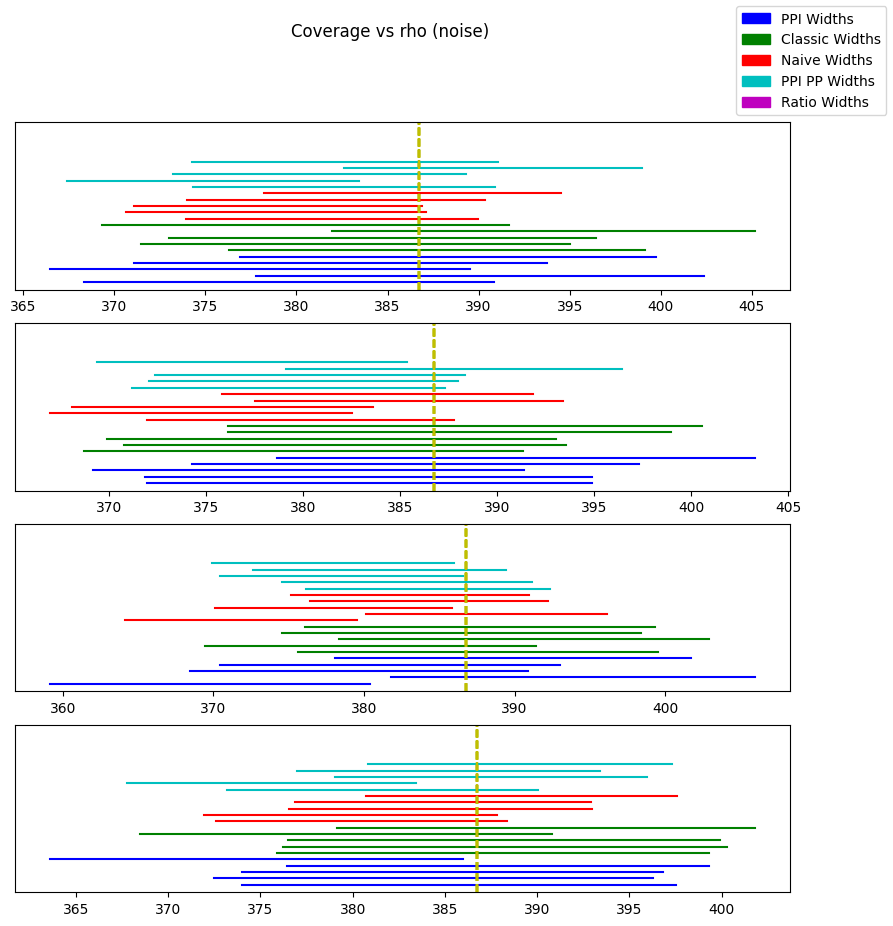 Coverage vs rho (noise)
PPI Widths
Classic Widths
Naive Widths
PPI PP Widths
Ratio Widths
365 370 375 380 385 390 395 400 405
370 375 380 385 390 395 400 405
360 370 380 390 400
365 370 375 380 385 390 395 400